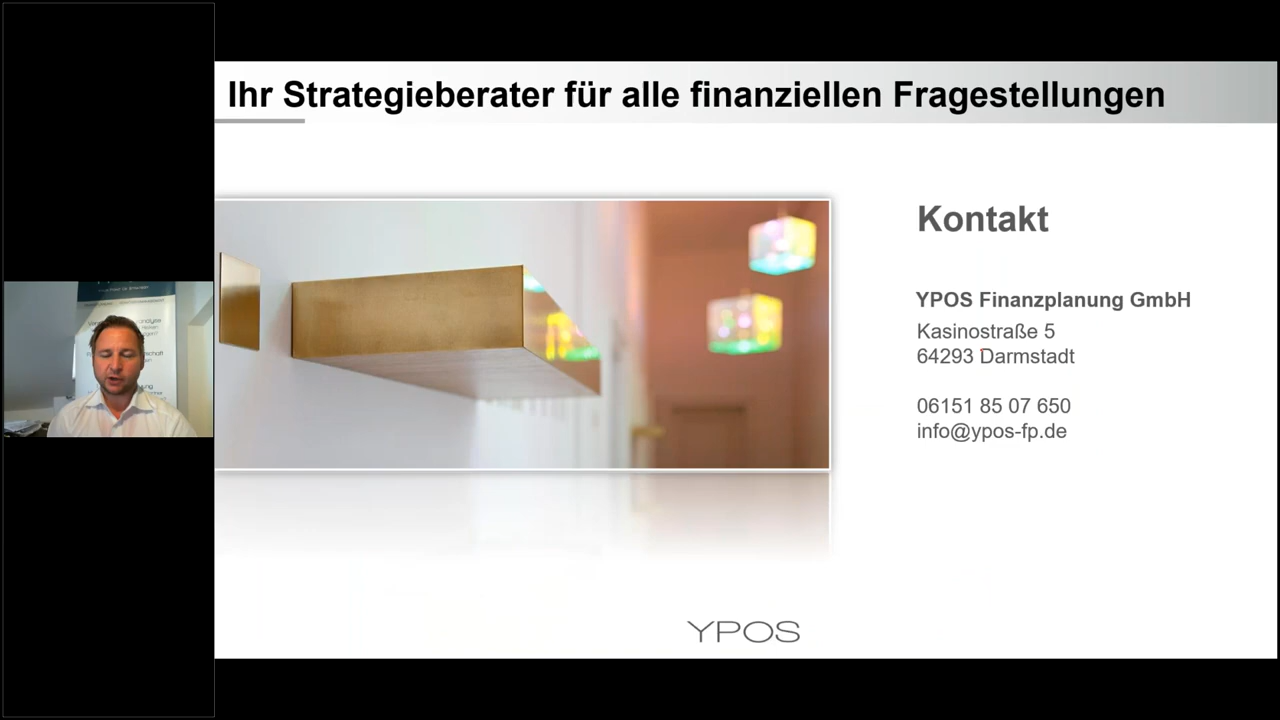 Ihr Strategieberater für alle finanziellen Fragestellungen
Kontakt
YPOS Finanzplanung GmbH
Kasinostraße 5
64293 Darmstadt
06151 85 07 650
info@ypos-fp.de
YPOS